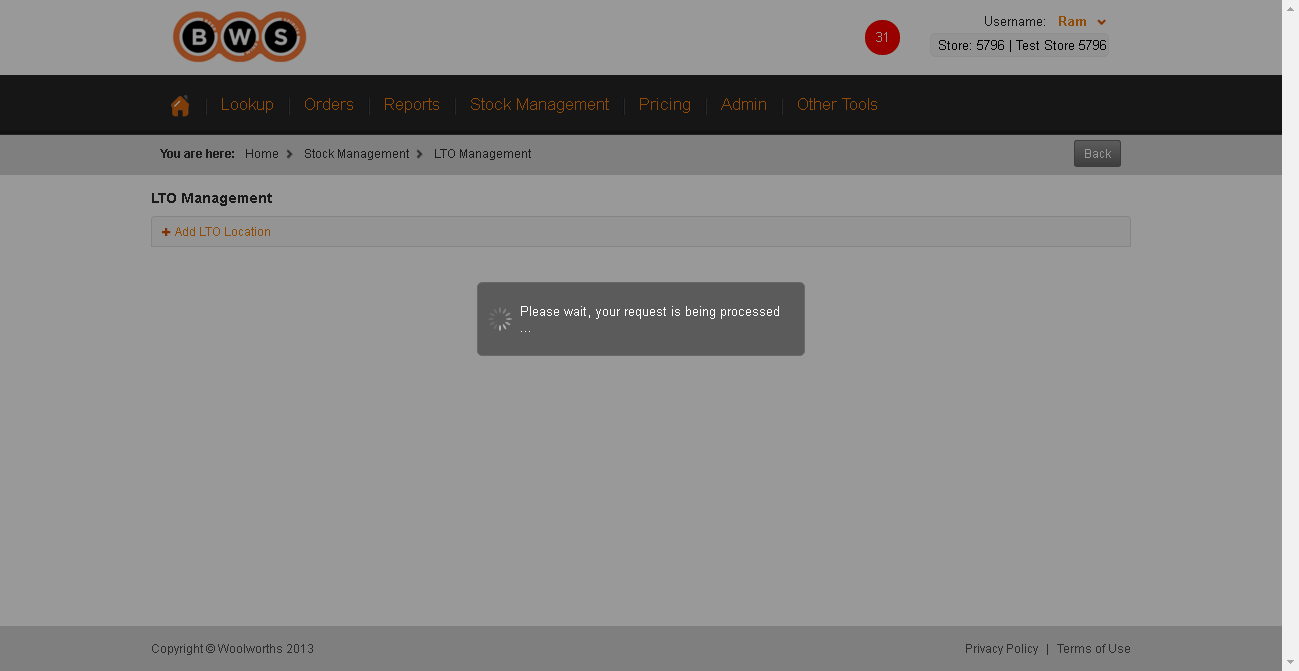 BWS
31
Username: Ram
Store: 5796 | Test Store 5796
Lookup Orders Reports Stock Management Pricing Admin Other Tools
You are here: Home Stock Management LTO Management Back
LTO Management
Add LTO Location
Please wait, your request is being processed
...
Copyright © Woolworths 2013 Privacy Policy | Terms of Use